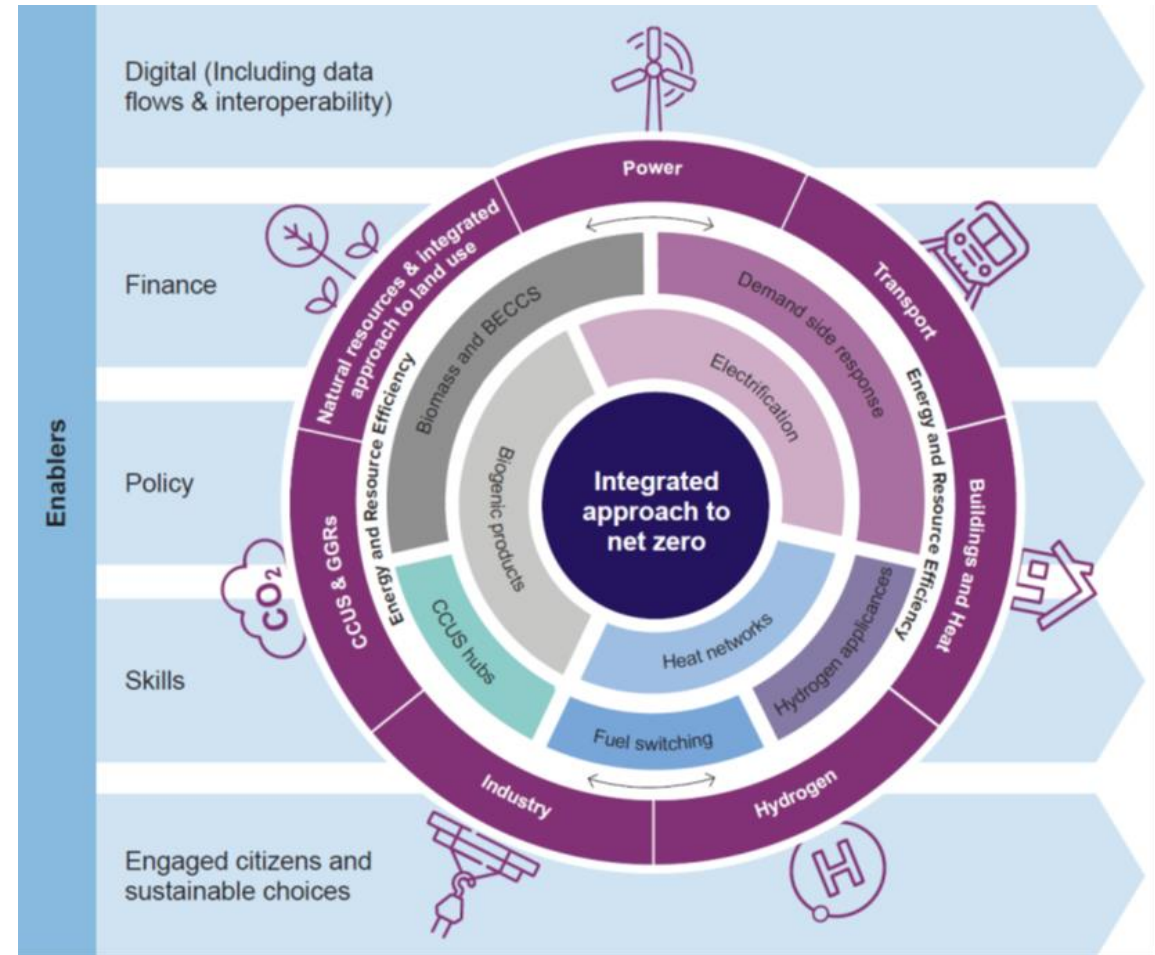 Enablers
Digital (Including data
flows & interoperability)
Finance
Policy
Skills
Engaged citizens and
sustainable choices
Power
Transport
Buildings and Heat
Hydrogen
Industry
CCUS & GGRs
Natural resources & integrated
approach to land use
Energy and Resource Efficiency
Energy and Resource Efficiency
Biomass and BECCS
Demand side response
Hydrogen applicances
Fuel switching
CCUS hubs
Biogenic products
Electrification
Heat networks
Integrated
approach to
net zero
CO₂
H